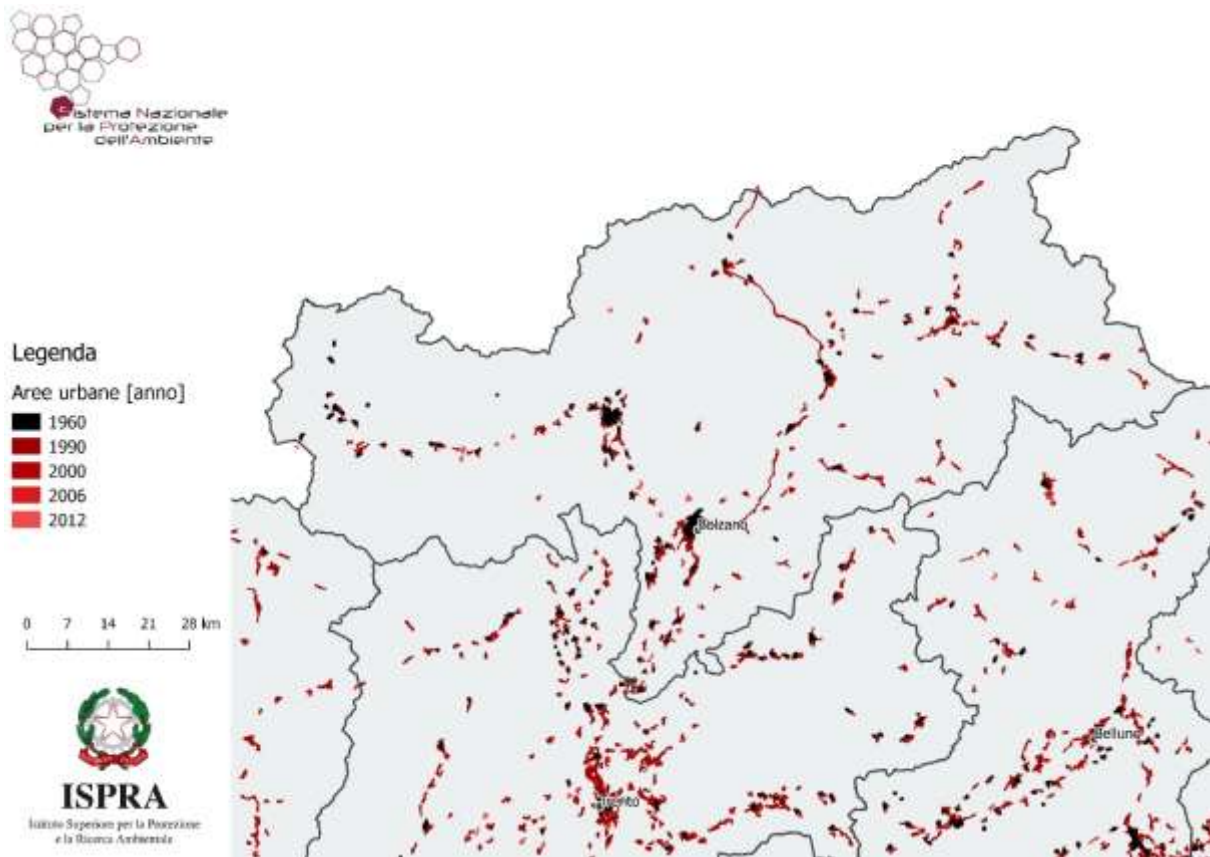 Sistema Nazionale
per la Protezione
dell'Ambiente
Legenda
Aree urbane [anno]
1960
1990
2000
2006
2012
0 7 14 21 28 km
ISPRA
Istituto Superiore per la Protezione
e la Ricerca Ambientale
Bolzano
Belluno
Trento